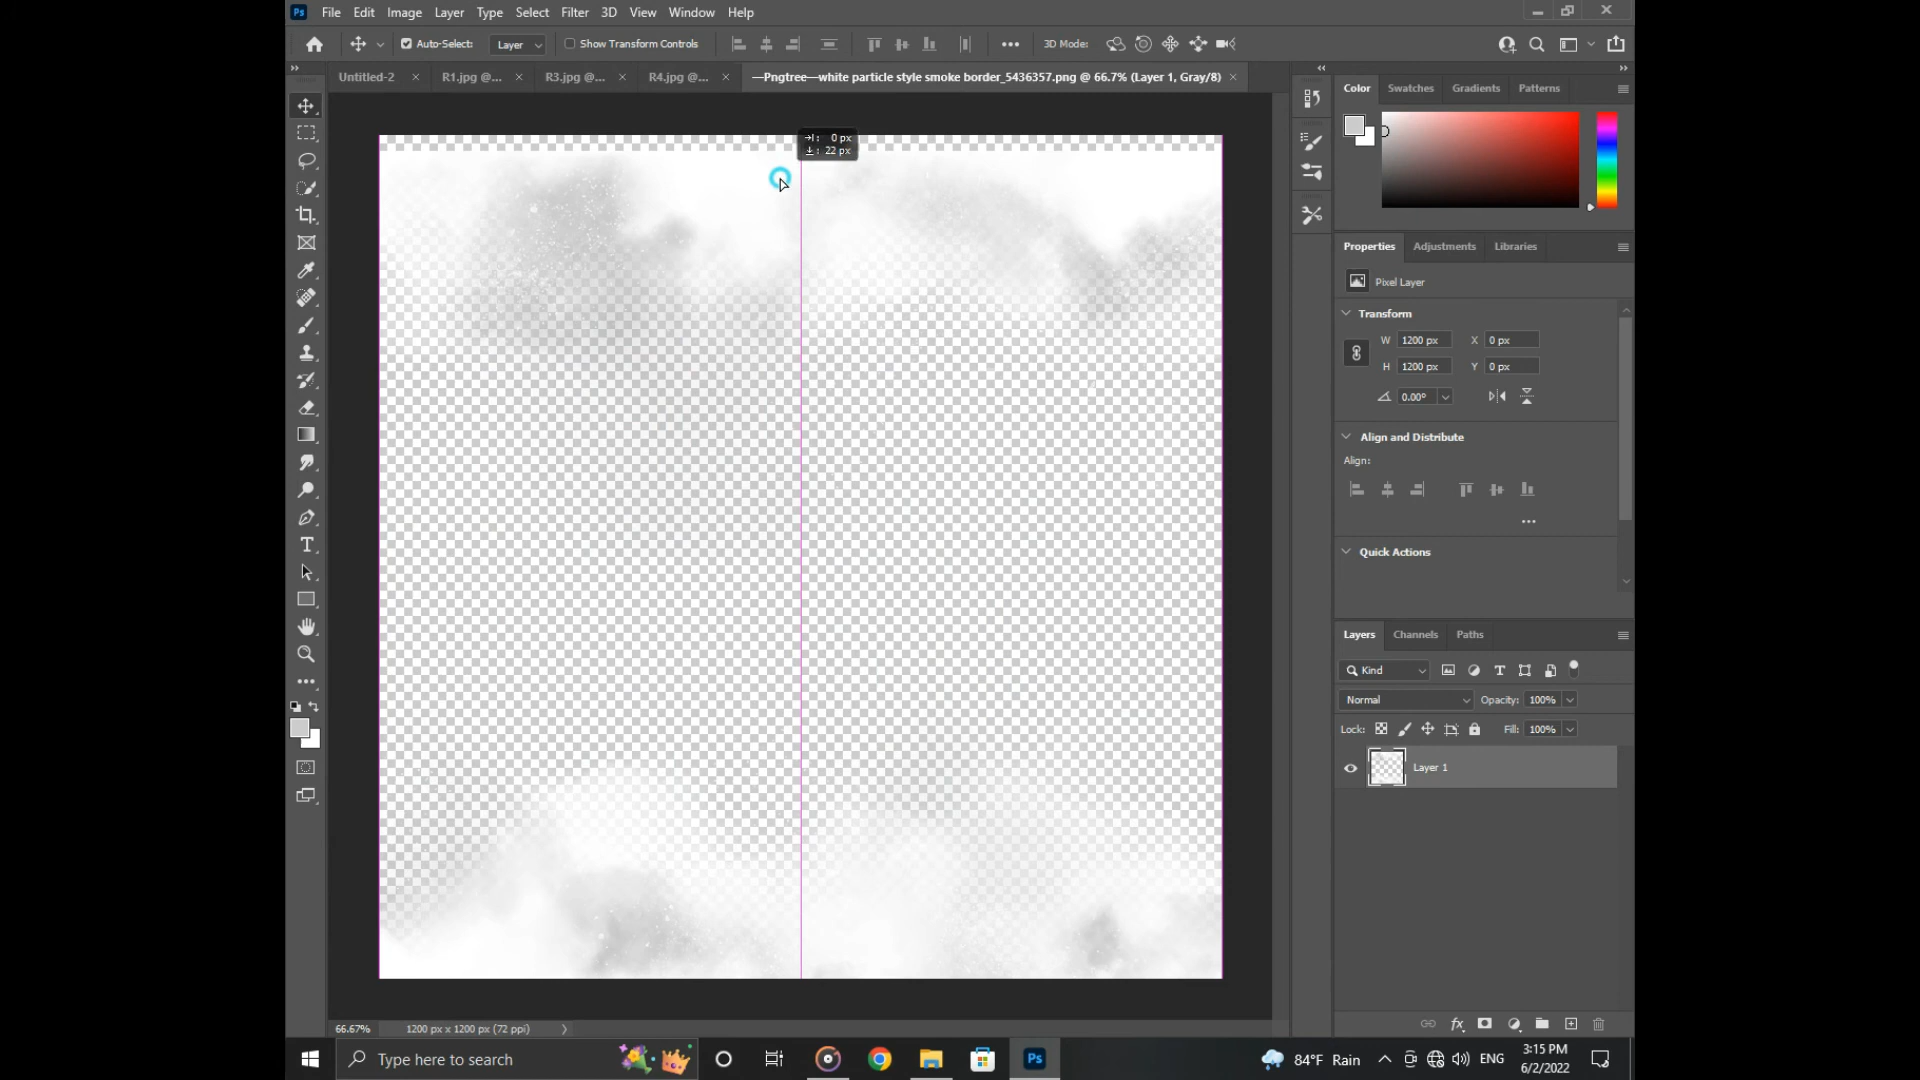 Ps File Edit Image Layer Type Select Filter 3D View Window Help
Auto-Select: Layer Show Transform Controls 3D Mode:
Untitled-2 × R1.jpg @... × R3.jpg @... × R4.jpg @... × —Pngtree—white particle style smoke border_5436357.png @ 66.7% (Layer 1, Gray/8) ×
Color Swatches Gradients Patterns
0 px
22 px
Properties Adjustments Libraries
Pixel Layer
Transform
W 1200 px X 0 px
H 1200 px Y 0 px
0.00°
Align and Distribute
Align:
Quick Actions
Layers Channels Paths
Kind
Normal Opacity: 100%
Lock: Fill: 100%
Layer 1
66.67% 1200 px x 1200 px (72 ppi)
Type here to search Ps 84°F Rain ENG 3:15 PM
6/2/2022